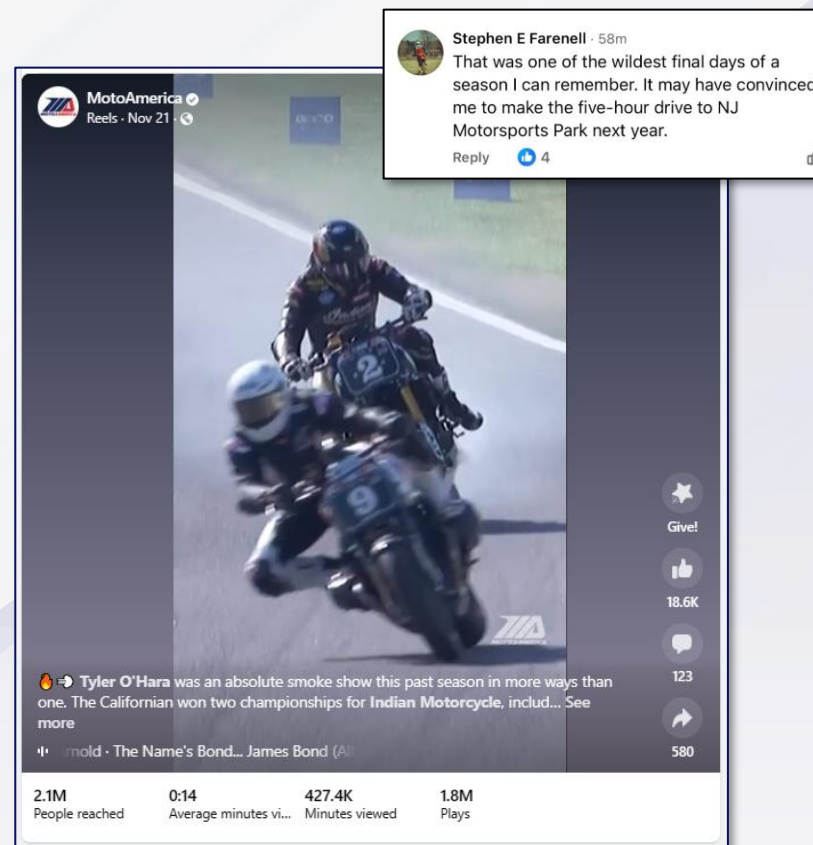 Stephen E Farenell · 58m
That was one of the wildest final days of a
season I can remember. It may have convinced
me to make the five-hour drive to NJ
Motorsports Park next year.
Reply 4
MotoAmerica
Reels · Nov 21 ·
2
9
Give!
18.6K
123
580
🔥💨 Tyler O'Hara was an absolute smoke show this past season in more ways than
one. The Californian won two championships for Indian Motorcycle, includ... See
more
rnold · The Name's Bond... James Bond (Al
2.1M
People reached
0:14
Average minutes vi...
427.4K
Minutes viewed
1.8M
Plays